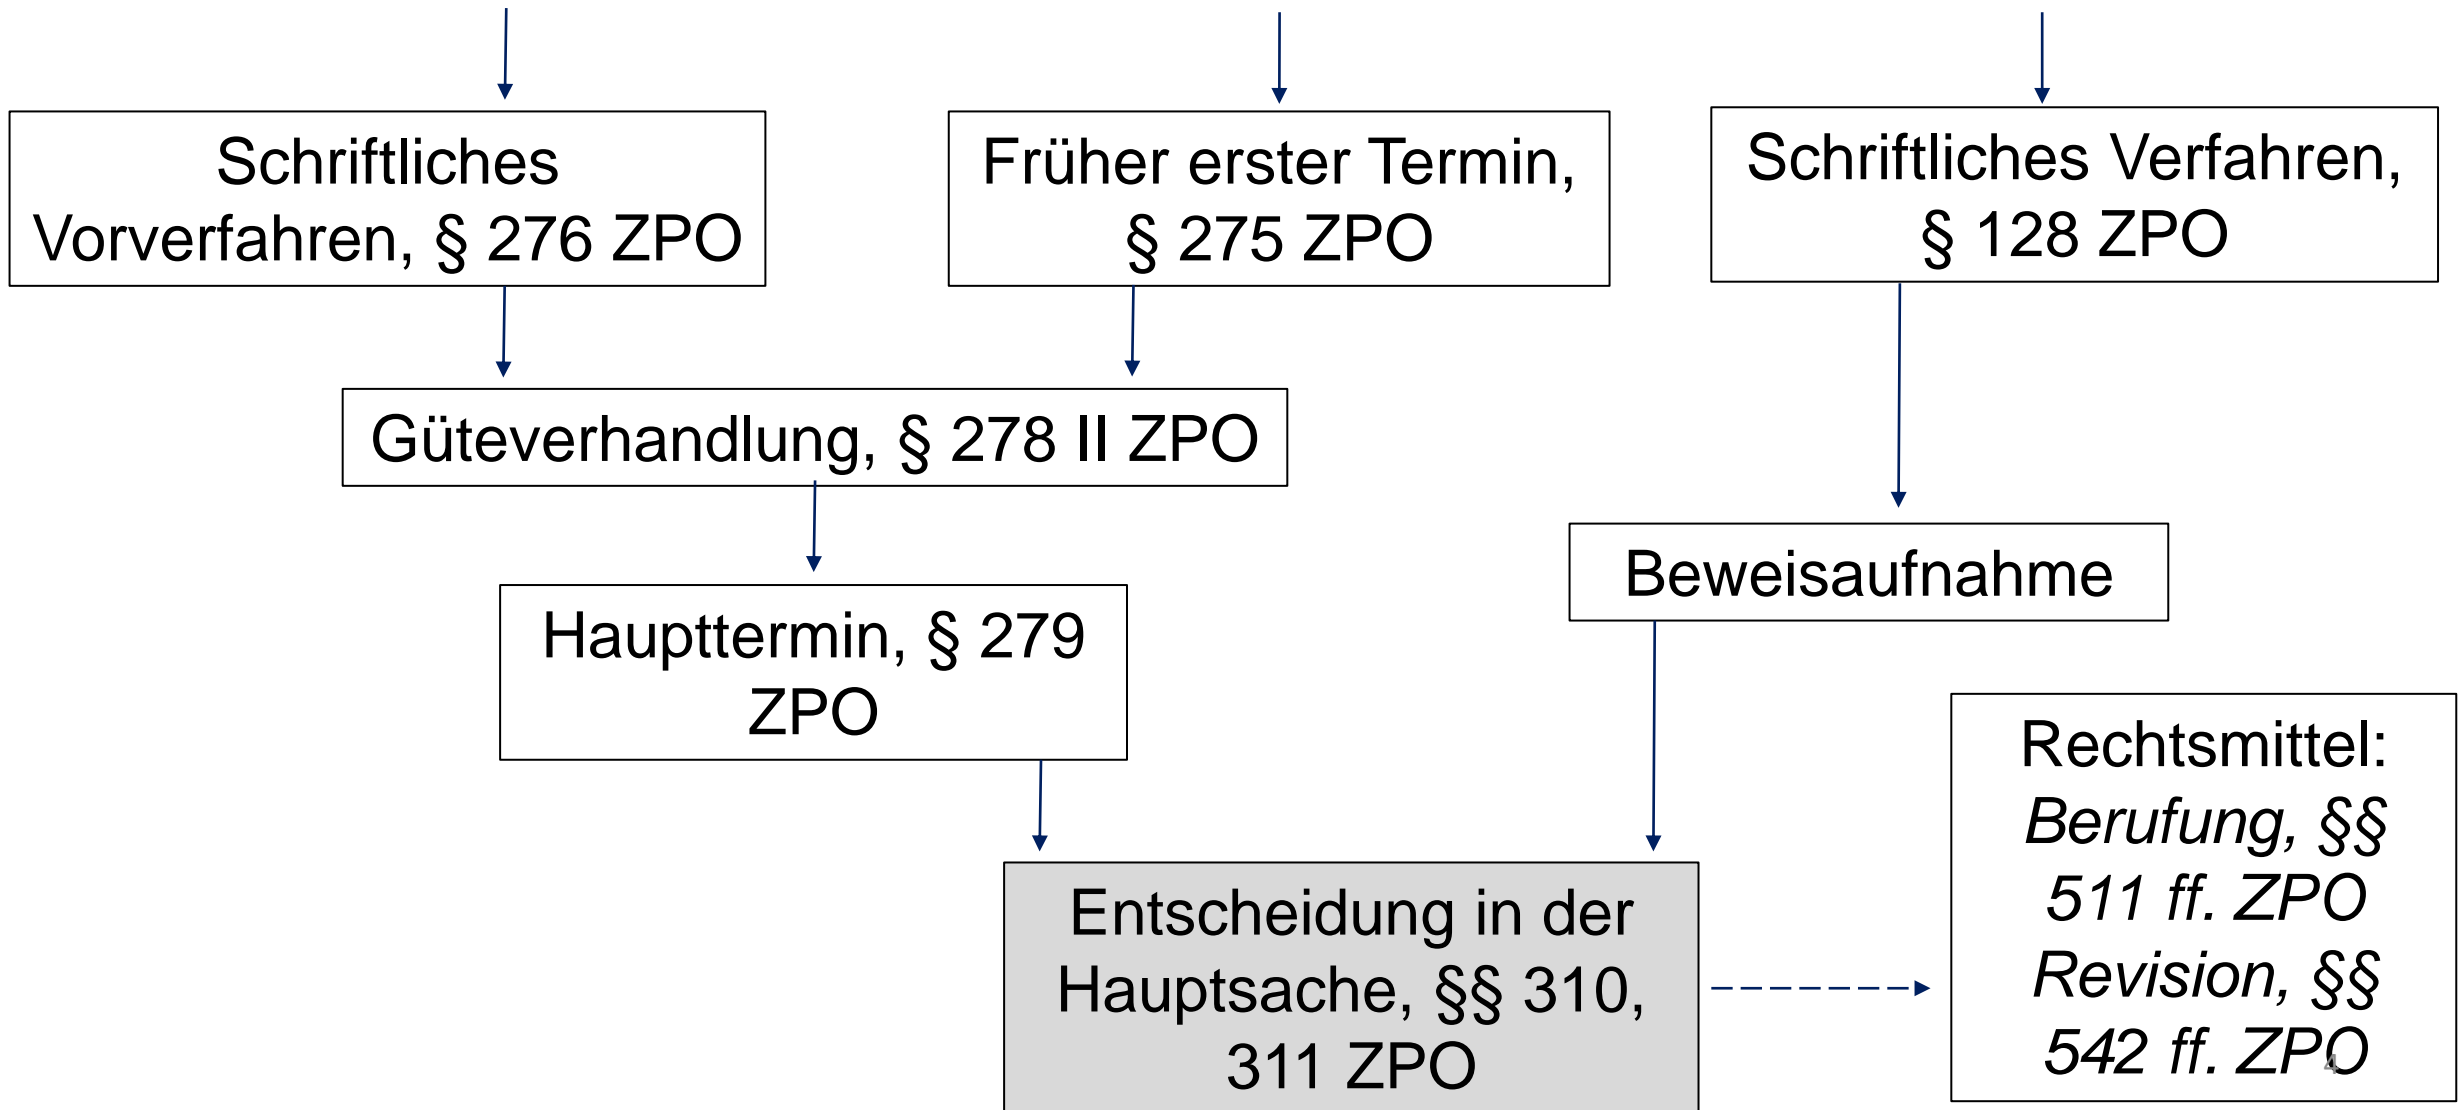 Schriftliches
Vorverfahren, § 276 ZPO
Früher erster Termin,
§ 275 ZPO
Schriftliches Verfahren,
§ 128 ZPO
Güteverhandlung, § 278 II ZPO
Beweisaufnahme
Haupttermin, § 279
ZPO
Rechtsmittel:
Berufung, §§
511 ff. ZPO
Revision, §§
542 ff. ZPO
Entscheidung in der
Hauptsache, §§ 310,
311 ZPO
4